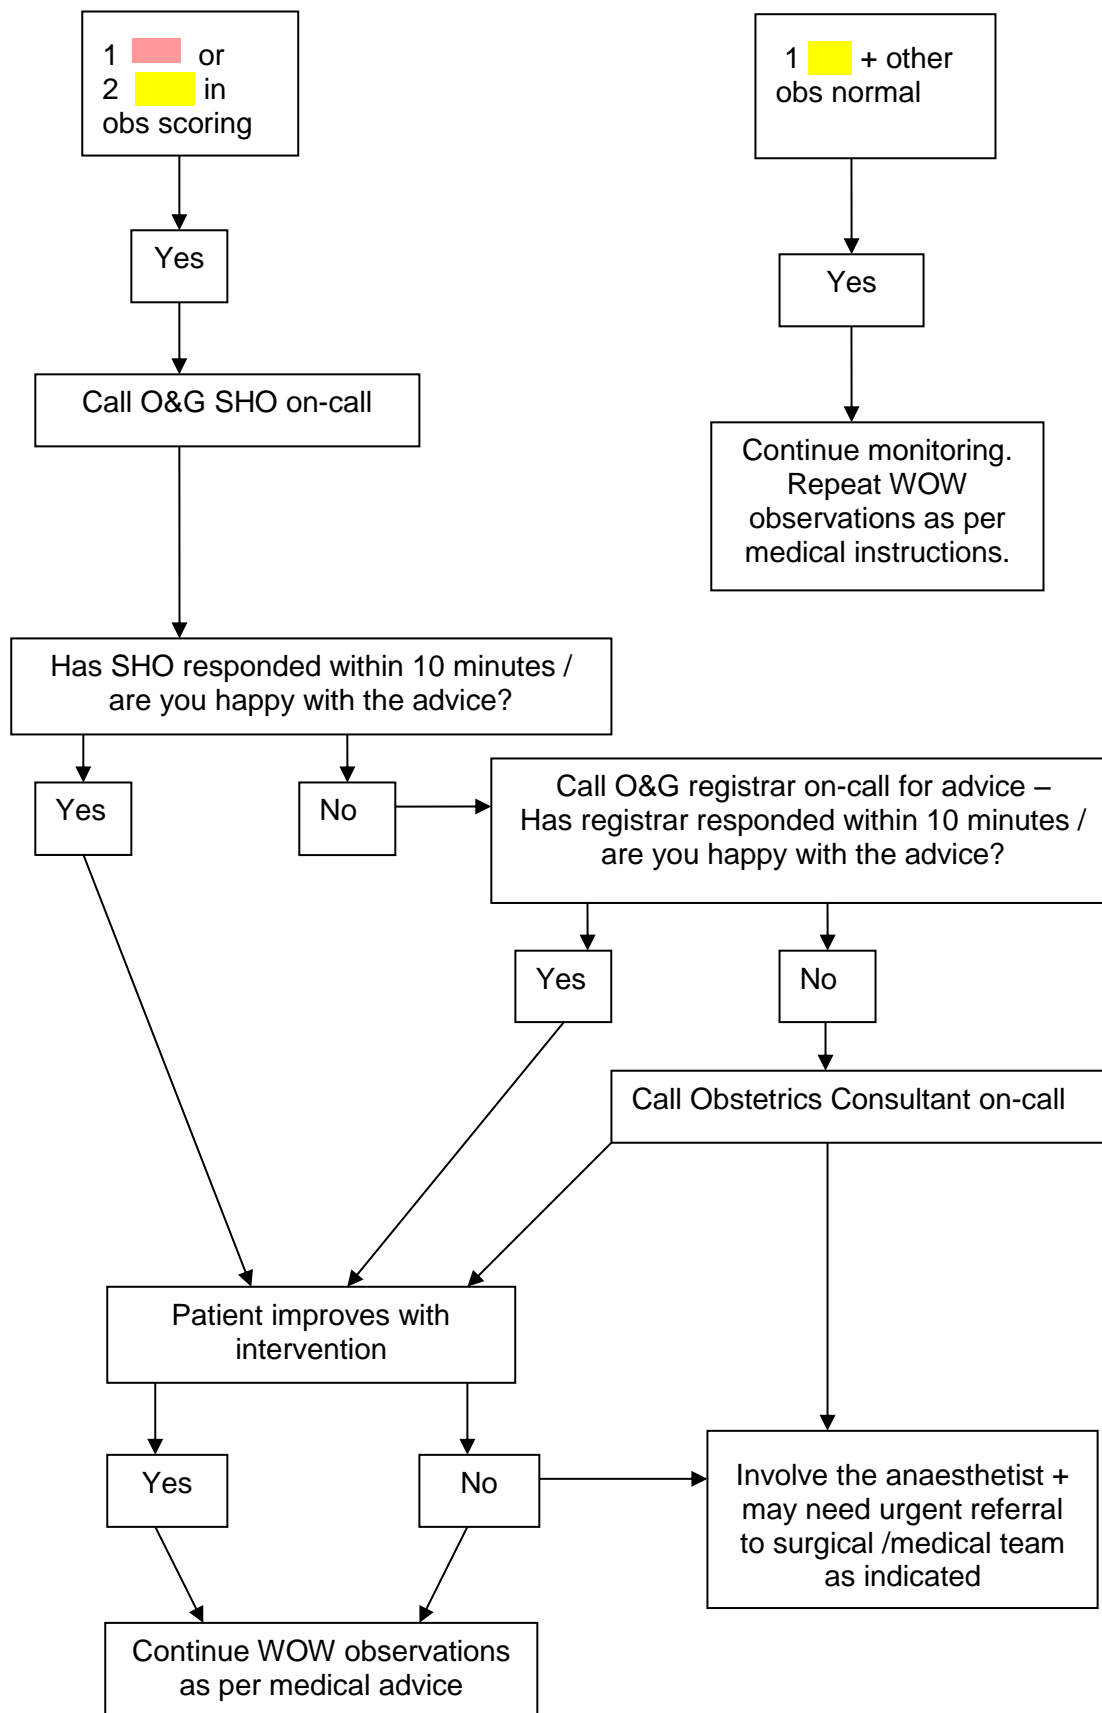 1 or
2 in
obs scoring
1 + other
obs normal
Yes
Yes
Call O&G SHO on-call
Continue monitoring.
Repeat WOW
observations as per
medical instructions.
Has SHO responded within 10 minutes /
are you happy with the advice?
Yes
No
Call O&G registrar on-call for advice –
Has registrar responded within 10 minutes /
are you happy with the advice?
Yes
No
Call Obstetrics Consultant on-call
Patient improves with
intervention
Yes
No
Involve the anaesthetist +
may need urgent referral
to surgical /medical team
as indicated
Continue WOW observations
as per medical advice